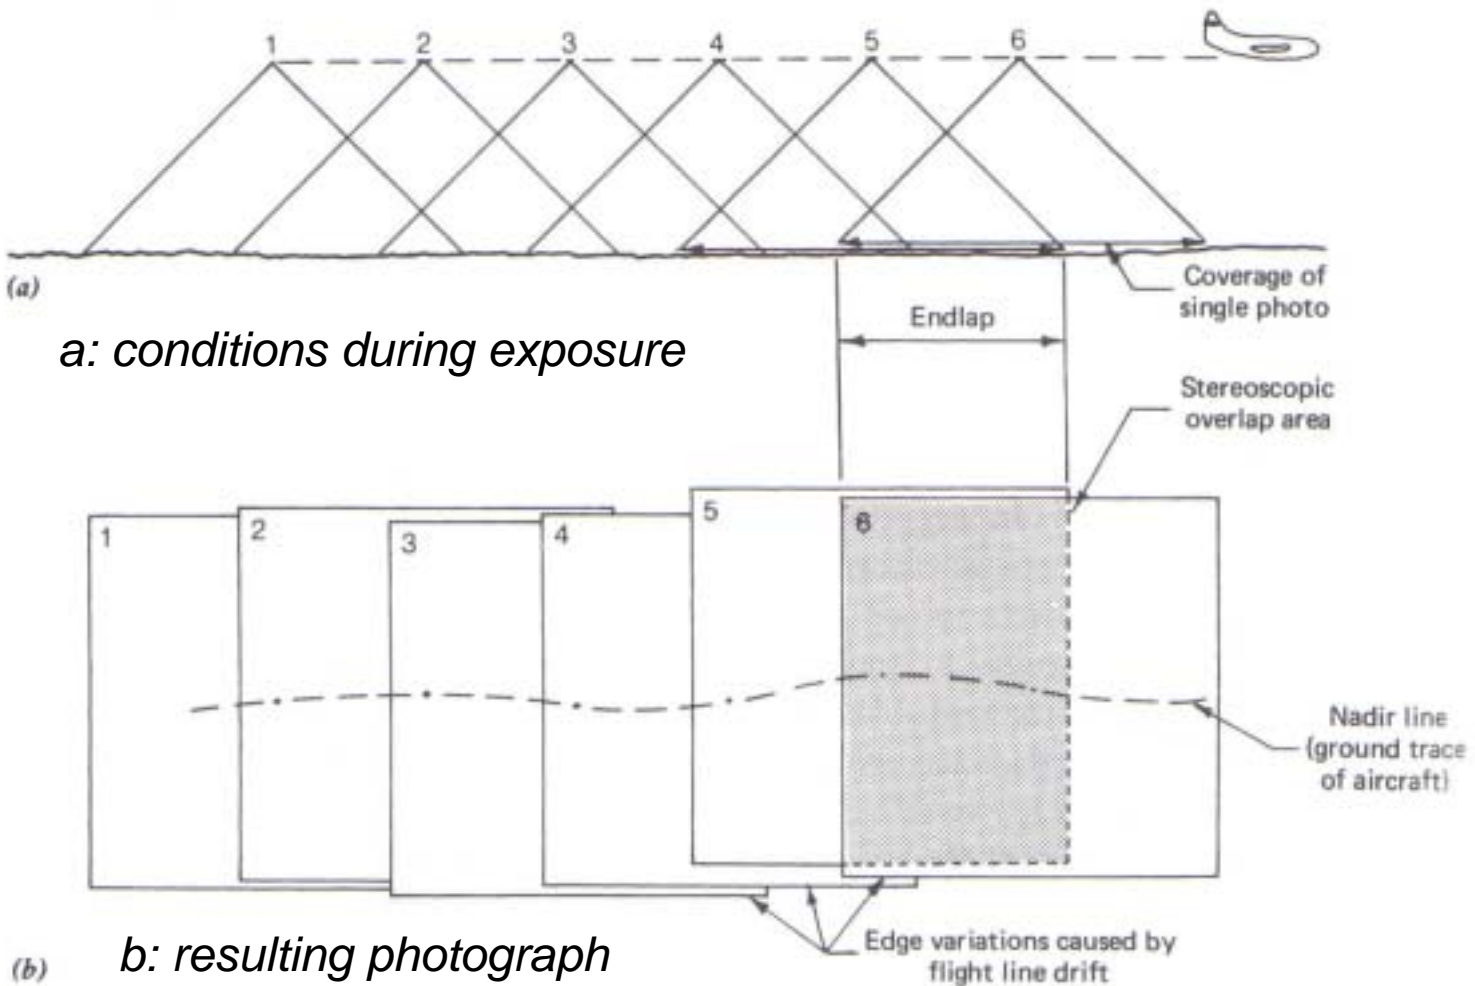 1 2 3 4 5 6
(a)
Coverage of
single photo
Endlap
a: conditions during exposure
Stereoscopic
overlap area
1
2
3
4
5
6
Nadir line
(ground trace
of aircraft)
Edge variations caused by
flight line drift
(b)
b: resulting photograph